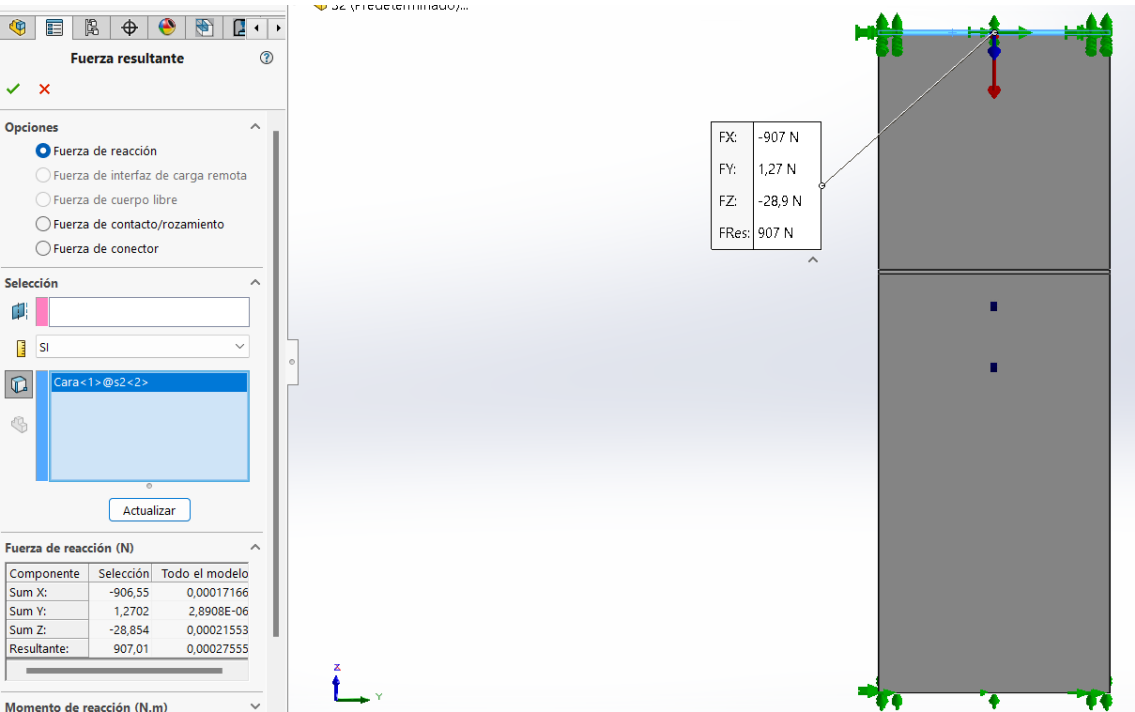 S2 (Predeterminado)...
Fuerza resultante
Opciones
Fuerza de reacción
Fuerza de interfaz de carga remota
Fuerza de cuerpo libre
Fuerza de contacto/rozamiento
Fuerza de conector
Selección
SI
Cara<1>@s2<2>
Actualizar
Fuerza de reacción (N)
Componente Selección Todo el modelo
Sum X: -906,55 0,00017166
Sum Y: 1,2702 2,8908E-06
Sum Z: -28,854 0,00021553
Resultante: 907,01 0,00027555
Momento de reacción (N.m)
FX: -907 N
FY: 1,27 N
FZ: -28,9 N
FRes: 907 N
Z
Y